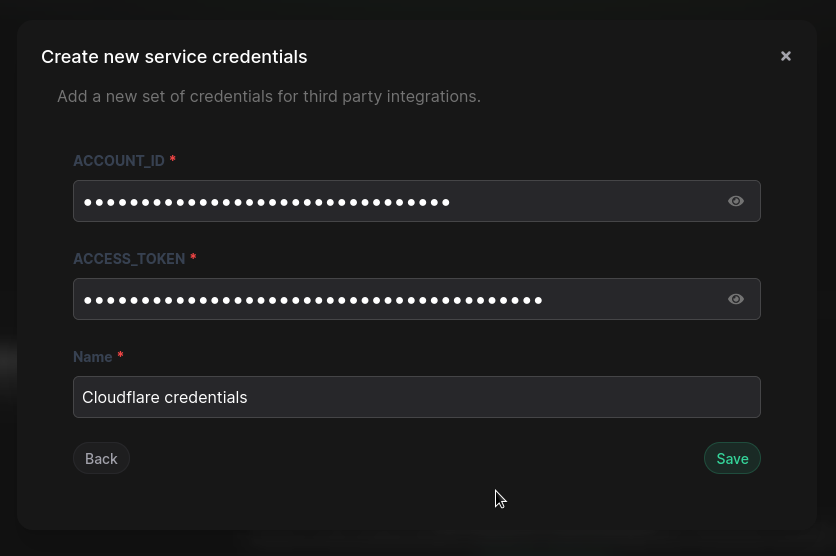 Create new service credentials
Add a new set of credentials for third party integrations.
ACCOUNT_ID *
••••••••••••••••••••••••••••••••
ACCESS_TOKEN *
••••••••••••••••••••••••••••••••••••••••
Name *
Cloudflare credentials
Back
Save